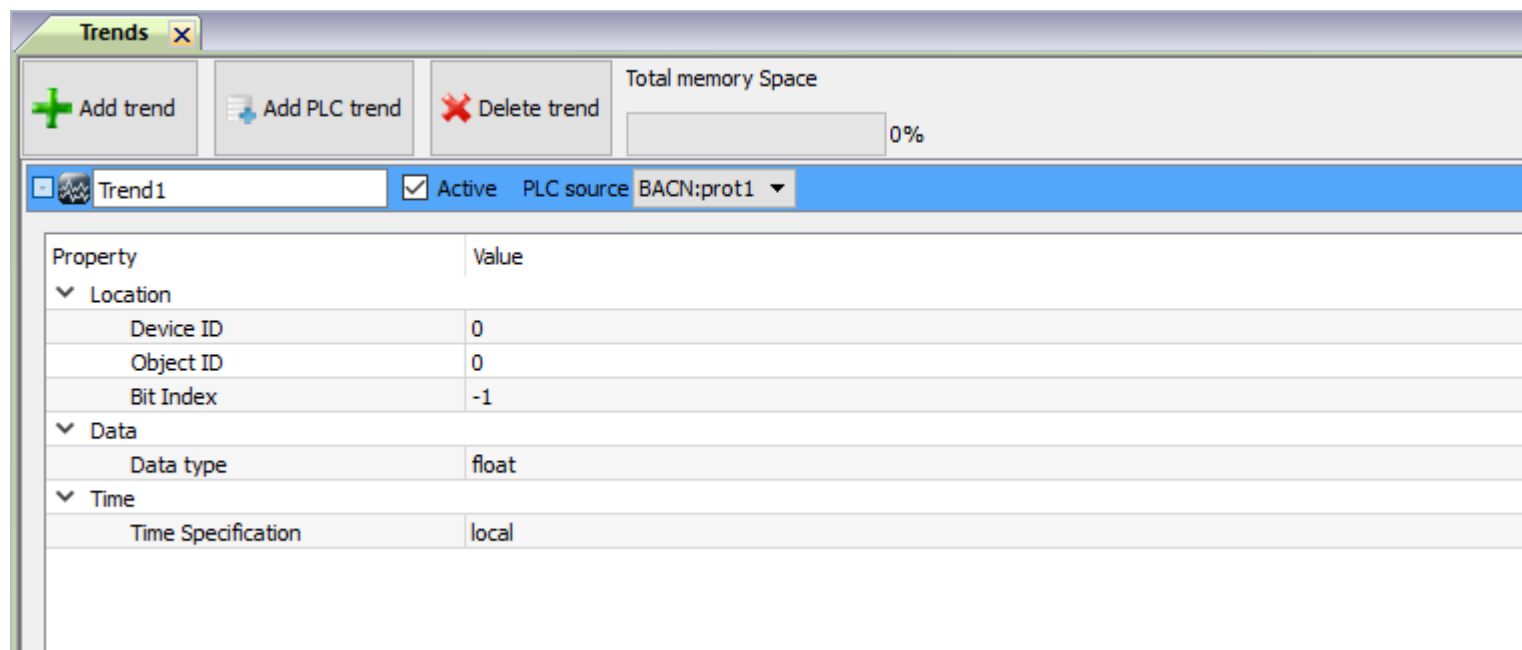 Trends
Add trend
Add PLC trend
Delete trend
Total memory Space
0%
Trend1 Active PLC source BACN:prot1
Property Value
Location
Device ID 0
Object ID 0
Bit Index -1
Data
Data type float
Time
Time Specification local